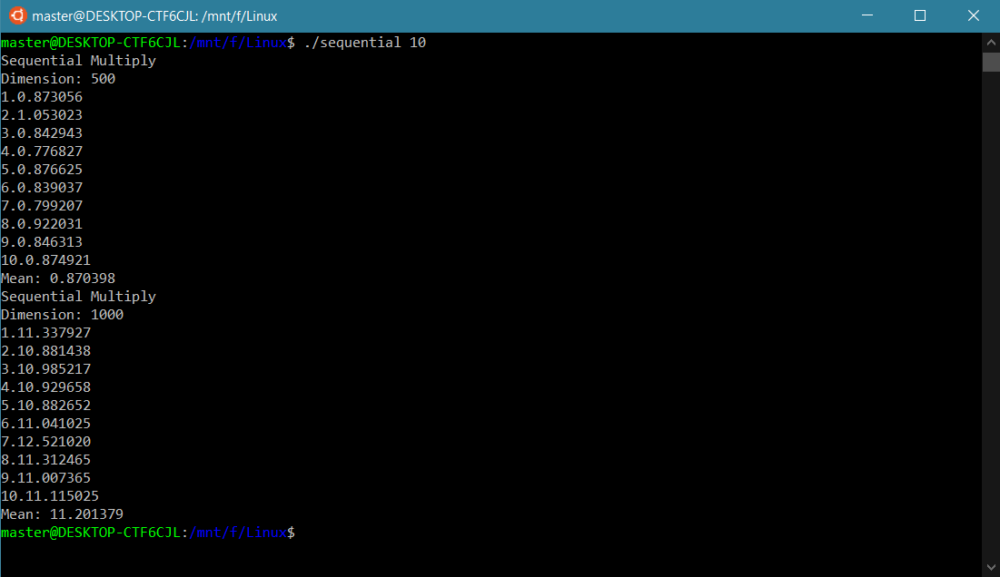 master@DESKTOP-CTF6CJL: /mnt/f/Linux
master@DESKTOP-CTF6CJL:/mnt/f/Linux$ ./sequential 10
Sequential Multiply
Dimension: 500
1.0.873056
2.1.053023
3.0.842943
4.0.776827
5.0.876625
6.0.839037
7.0.799207
8.0.922031
9.0.846313
10.0.874921
Mean: 0.870398
Sequential Multiply
Dimension: 1000
1.11.337927
2.10.881438
3.10.985217
4.10.929658
5.10.882652
6.11.041025
7.12.521020
8.11.312465
9.11.007365
10.11.115025
Mean: 11.201379
master@DESKTOP-CTF6CJL:/mnt/f/Linux$